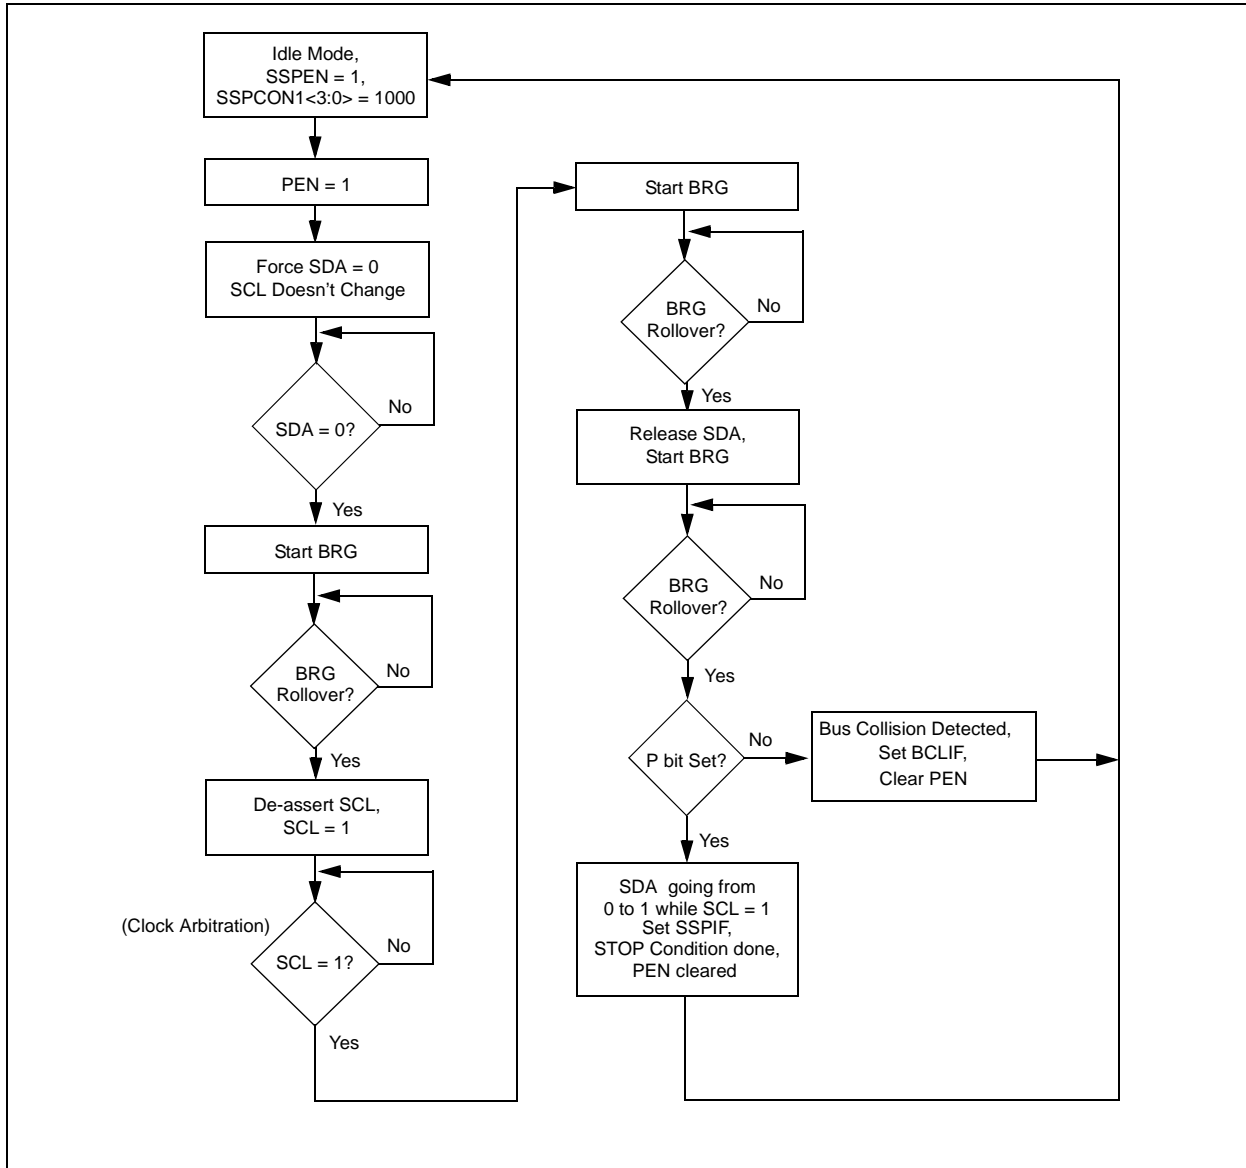 Idle Mode,
SSPEN = 1,
SSPCON1<3:0> = 1000
PEN = 1
Force SDA = 0
SCL Doesn't Change
No
SDA = 0?
Yes
Start BRG
BRG
Rollover?
No
Yes
De-assert SCL,
SCL = 1
(Clock Arbitration)
No
SCL = 1?
Yes
Start BRG
BRG
Rollover?
No
Yes
Release SDA,
Start BRG
BRG
Rollover?
No
Yes
P bit Set?
No
Bus Collision Detected,
Set BCLIF,
Clear PEN
Yes
SDA going from
0 to 1 while SCL = 1
Set SSPIF,
STOP Condition done,
PEN cleared